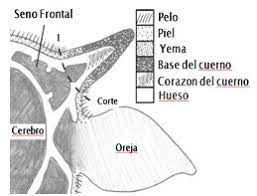 Seno Frontal
1
Corte
Cerebro
Oreja
Pelo
Piel
Yema
Base del cuerno
Corazon del cuerno
Hueso